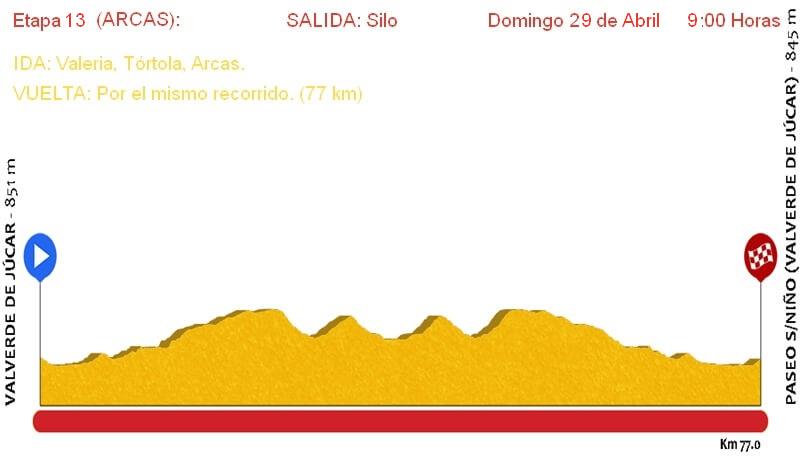 Etapa 13 (ARCAS): SALIDA: Silo Domingo 29 de Abril 9:00 Horas
IDA: Valeria, Tórtola, Arcas.
VUELTA: Por el mismo recorrido. (77 km)
VALVERDE DE JÚCAR - 851 m
PASEO S/NIÑO (VALVERDE DE JÚCAR) - 845 m
Km 77.0